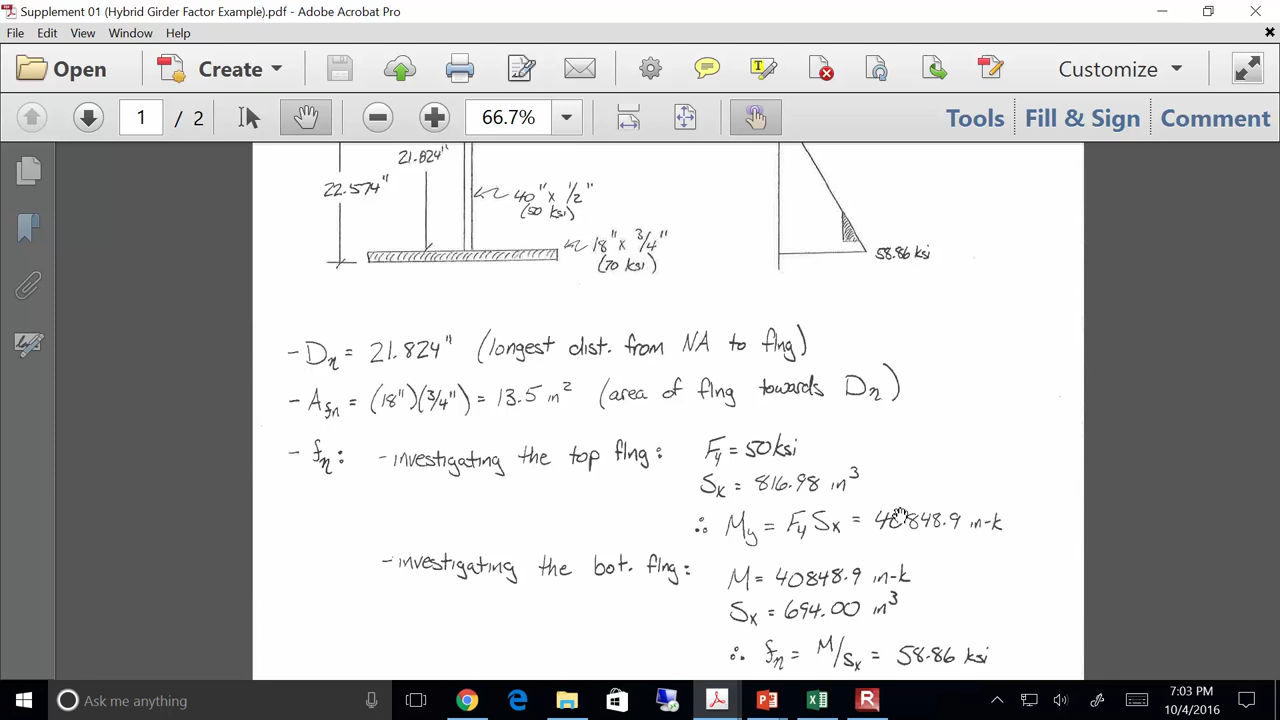 Supplement 01 (Hybrid Girder Factor Example).pdf - Adobe Acrobat Pro
File Edit View Window Help
Open Create Customize
1 / 2 66.7% Tools Fill & Sign Comment
21.824"
22.574"
40" x 1/2"
(50 ksi)
18" x 3/4"
(70 ksi)
58.86 ksi
- Dn = 21.824" (longest dist. from NA to flng)
- Afn = (18")(3/4") = 13.5 in² (area of flng towards Dn)
- fn: - investigating the top flng: Fy = 50 ksi
Sx = 816.98 in³
∴ My = Fy Sx = 40848.9 in-k
- investigating the bot. flng: M = 40848.9 in-k
Sx = 694.00 in³
∴ fn = M/Sx = 58.86 ksi
Ask me anything
7:03 PM
10/4/2016